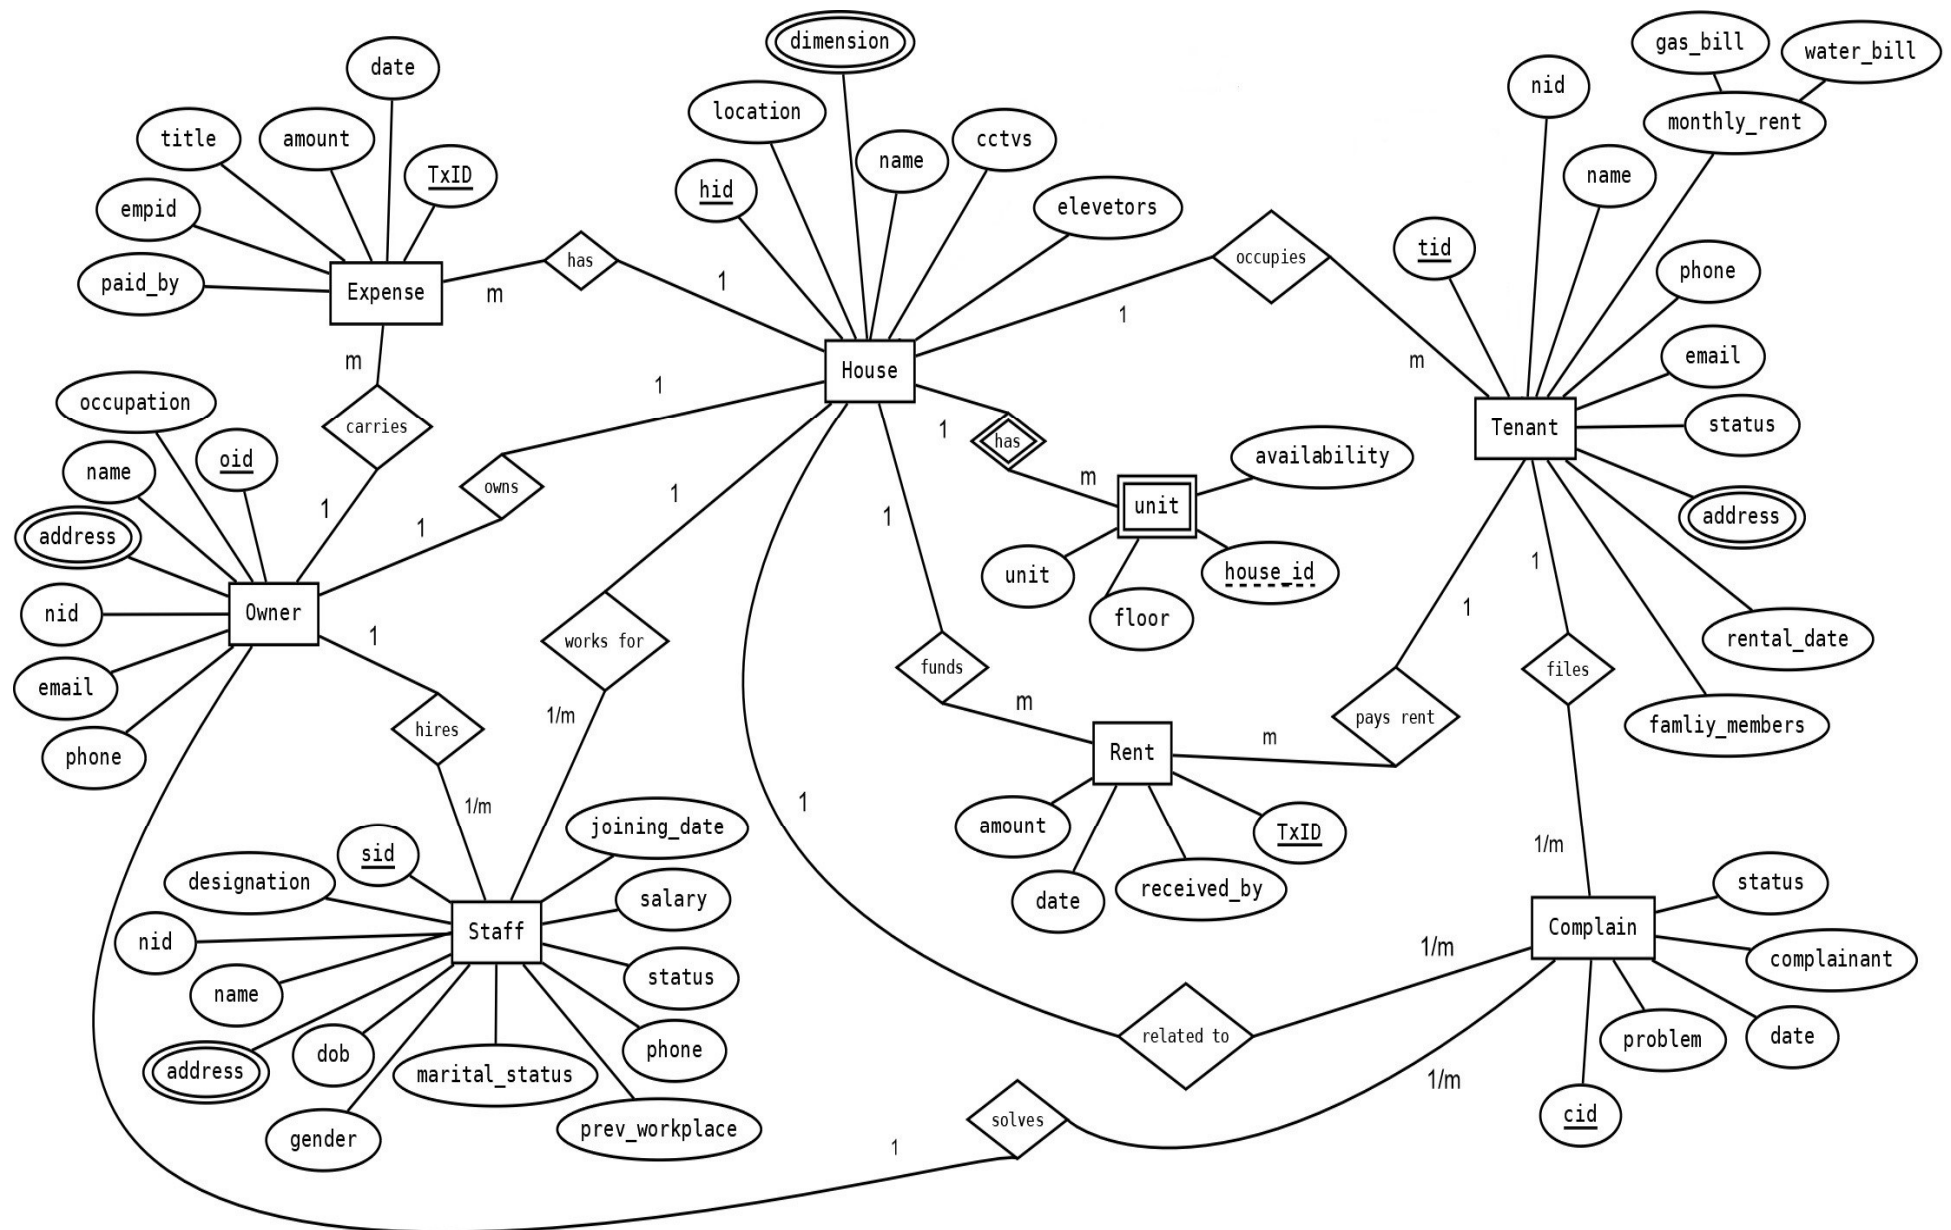 dimension
gas_bill
water_bill
date
nid
location
monthly_rent
title
amount
name
cctvs
TxID
name
hid
empid
elevetors
tid
has
occupies
phone
paid_by
Expense
1
m
1
m
email
House
m
1
occupation
status
carries
Tenant
1
has
availability
oid
name
m
owns
1
unit
1
address
1
1
address
1
unit
house_id
nid
Owner
1
floor
1
rental_date
works for
funds
files
email
m
pays rent
famliy_members
1/m
hires
m
Rent
phone
1/m
1
amount
TxID
joining_date
1/m
sid
designation
date
received_by
status
salary
Staff
Complain
nid
1/m
complainant
name
status
related to
problem
date
dob
phone
address
marital_status
1/m
solves
cid
gender
prev_workplace
1